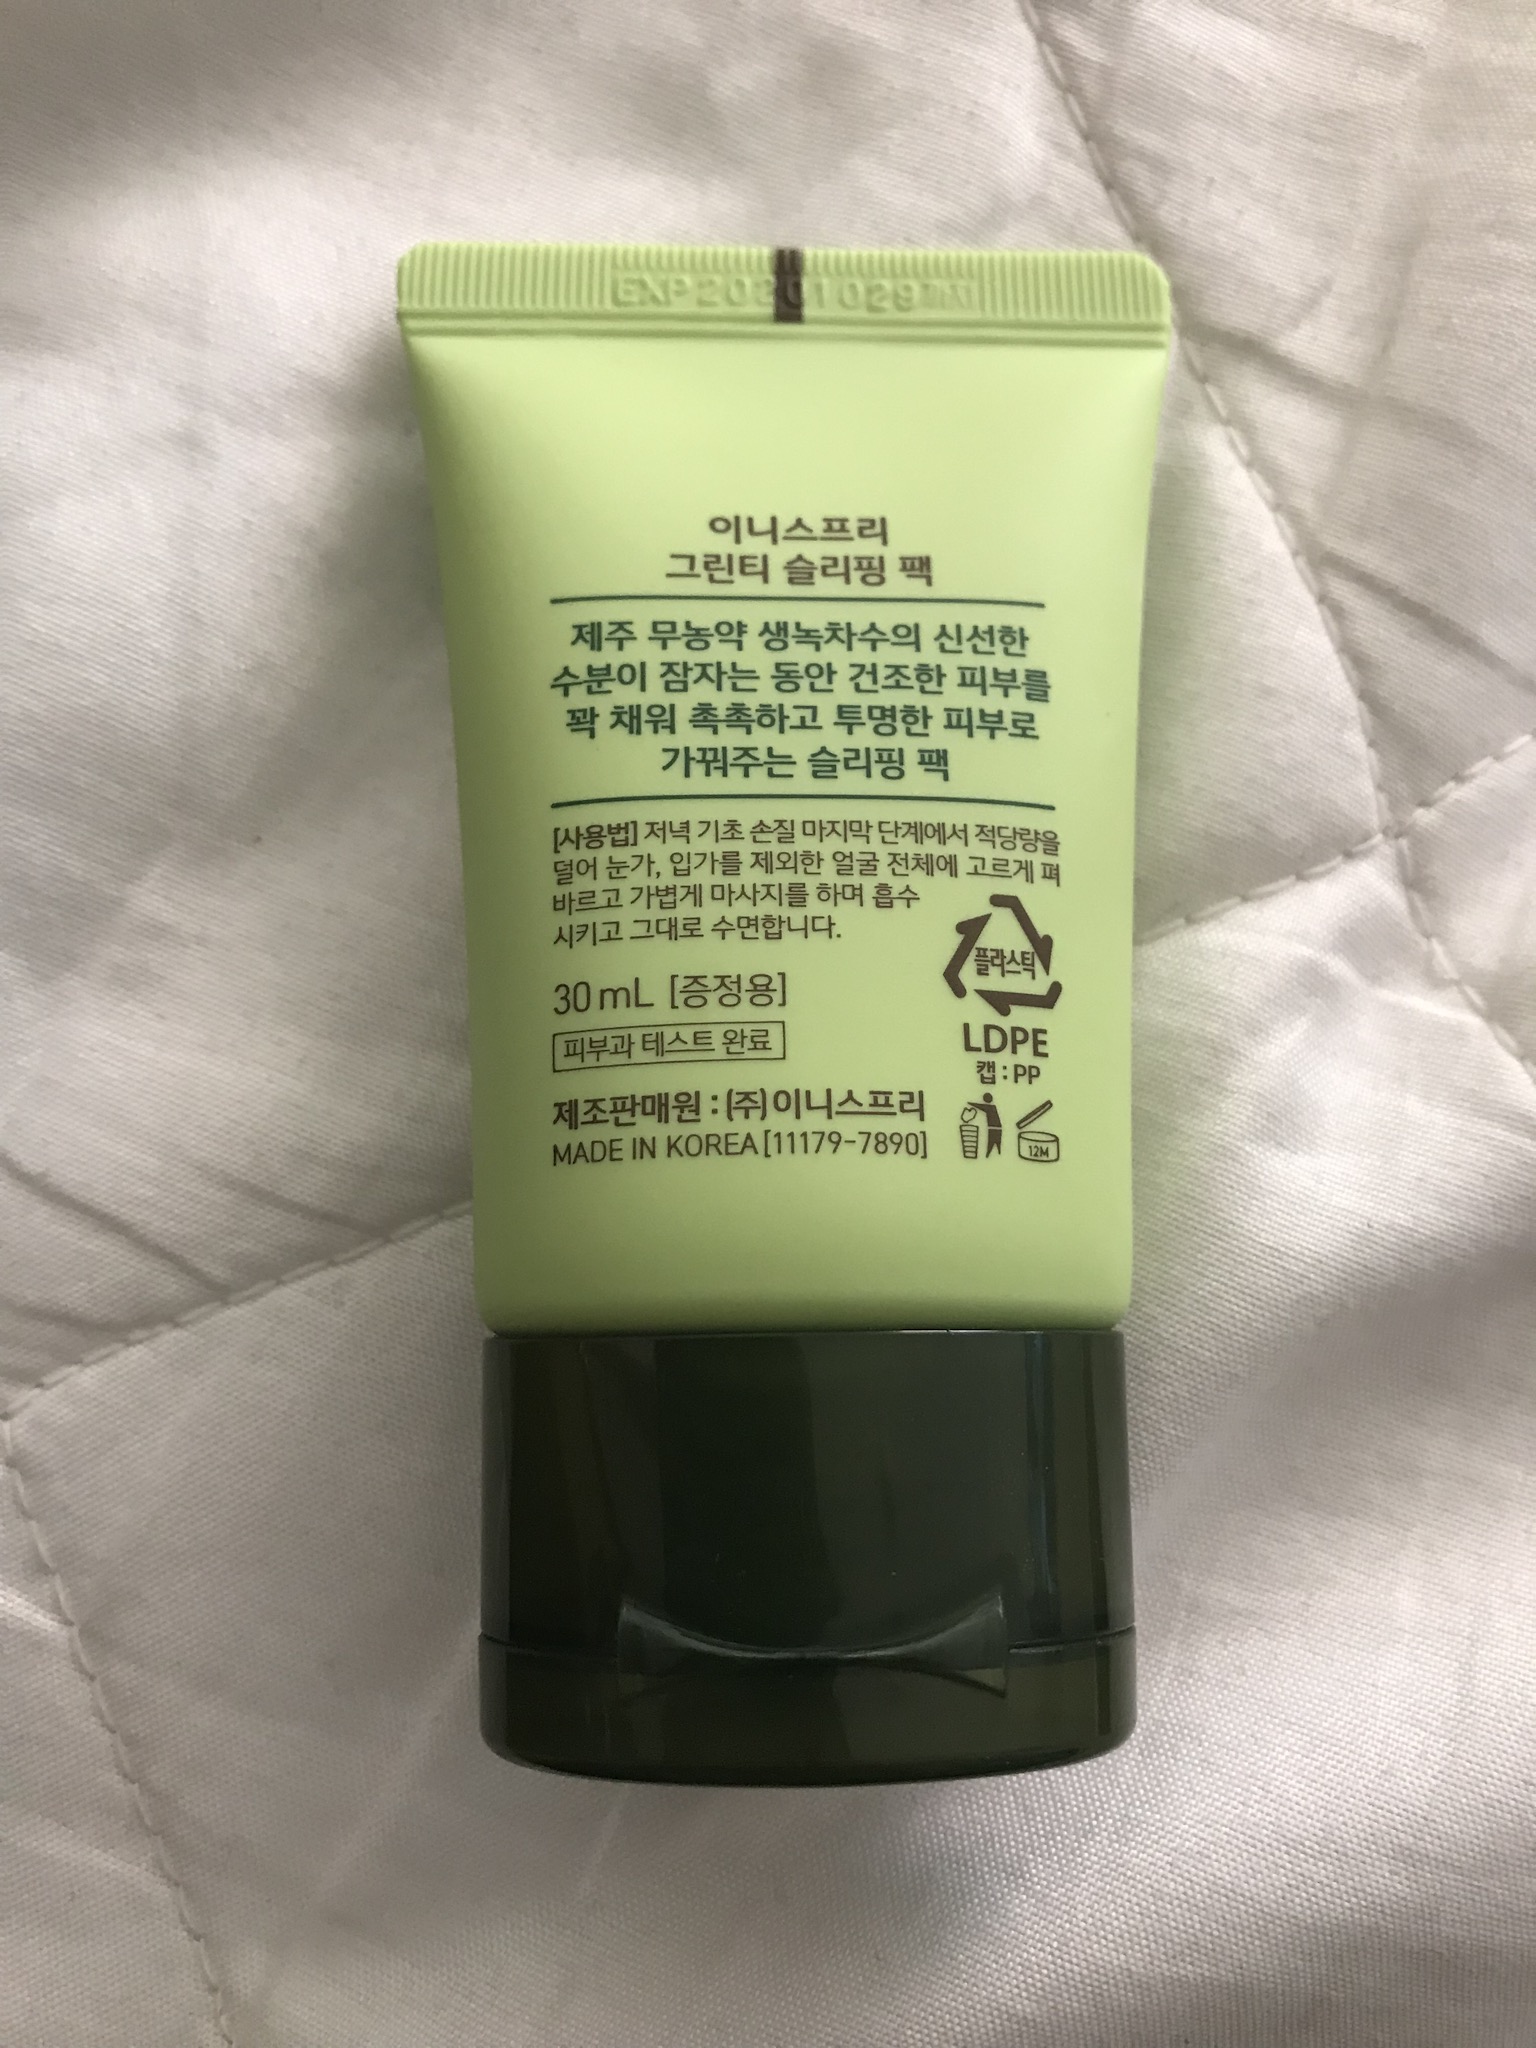 이니스프리
그린티 슬리핑 팩
제주 무농약 생녹차수의 신선한
수분이 잠자는 동안 건조한 피부를
꽉 채워 촉촉하고 투명한 피부로
가꿔주는 슬리핑 팩
[사용법] 저녁 기초 손질 마지막 단계에서 적당량을
덜어 눈가, 입가를 제외한 얼굴 전체에 고르게 펴
바르고 가볍게 마사지를 하며 흡수
시키고 그대로 수면합니다.
플라스틱
LDPE
캡 : PP
30 mL [증정용]
피부과 테스트 완료
제조판매원 : (주)이니스프리
MADE IN KOREA [11179-7890]
12M